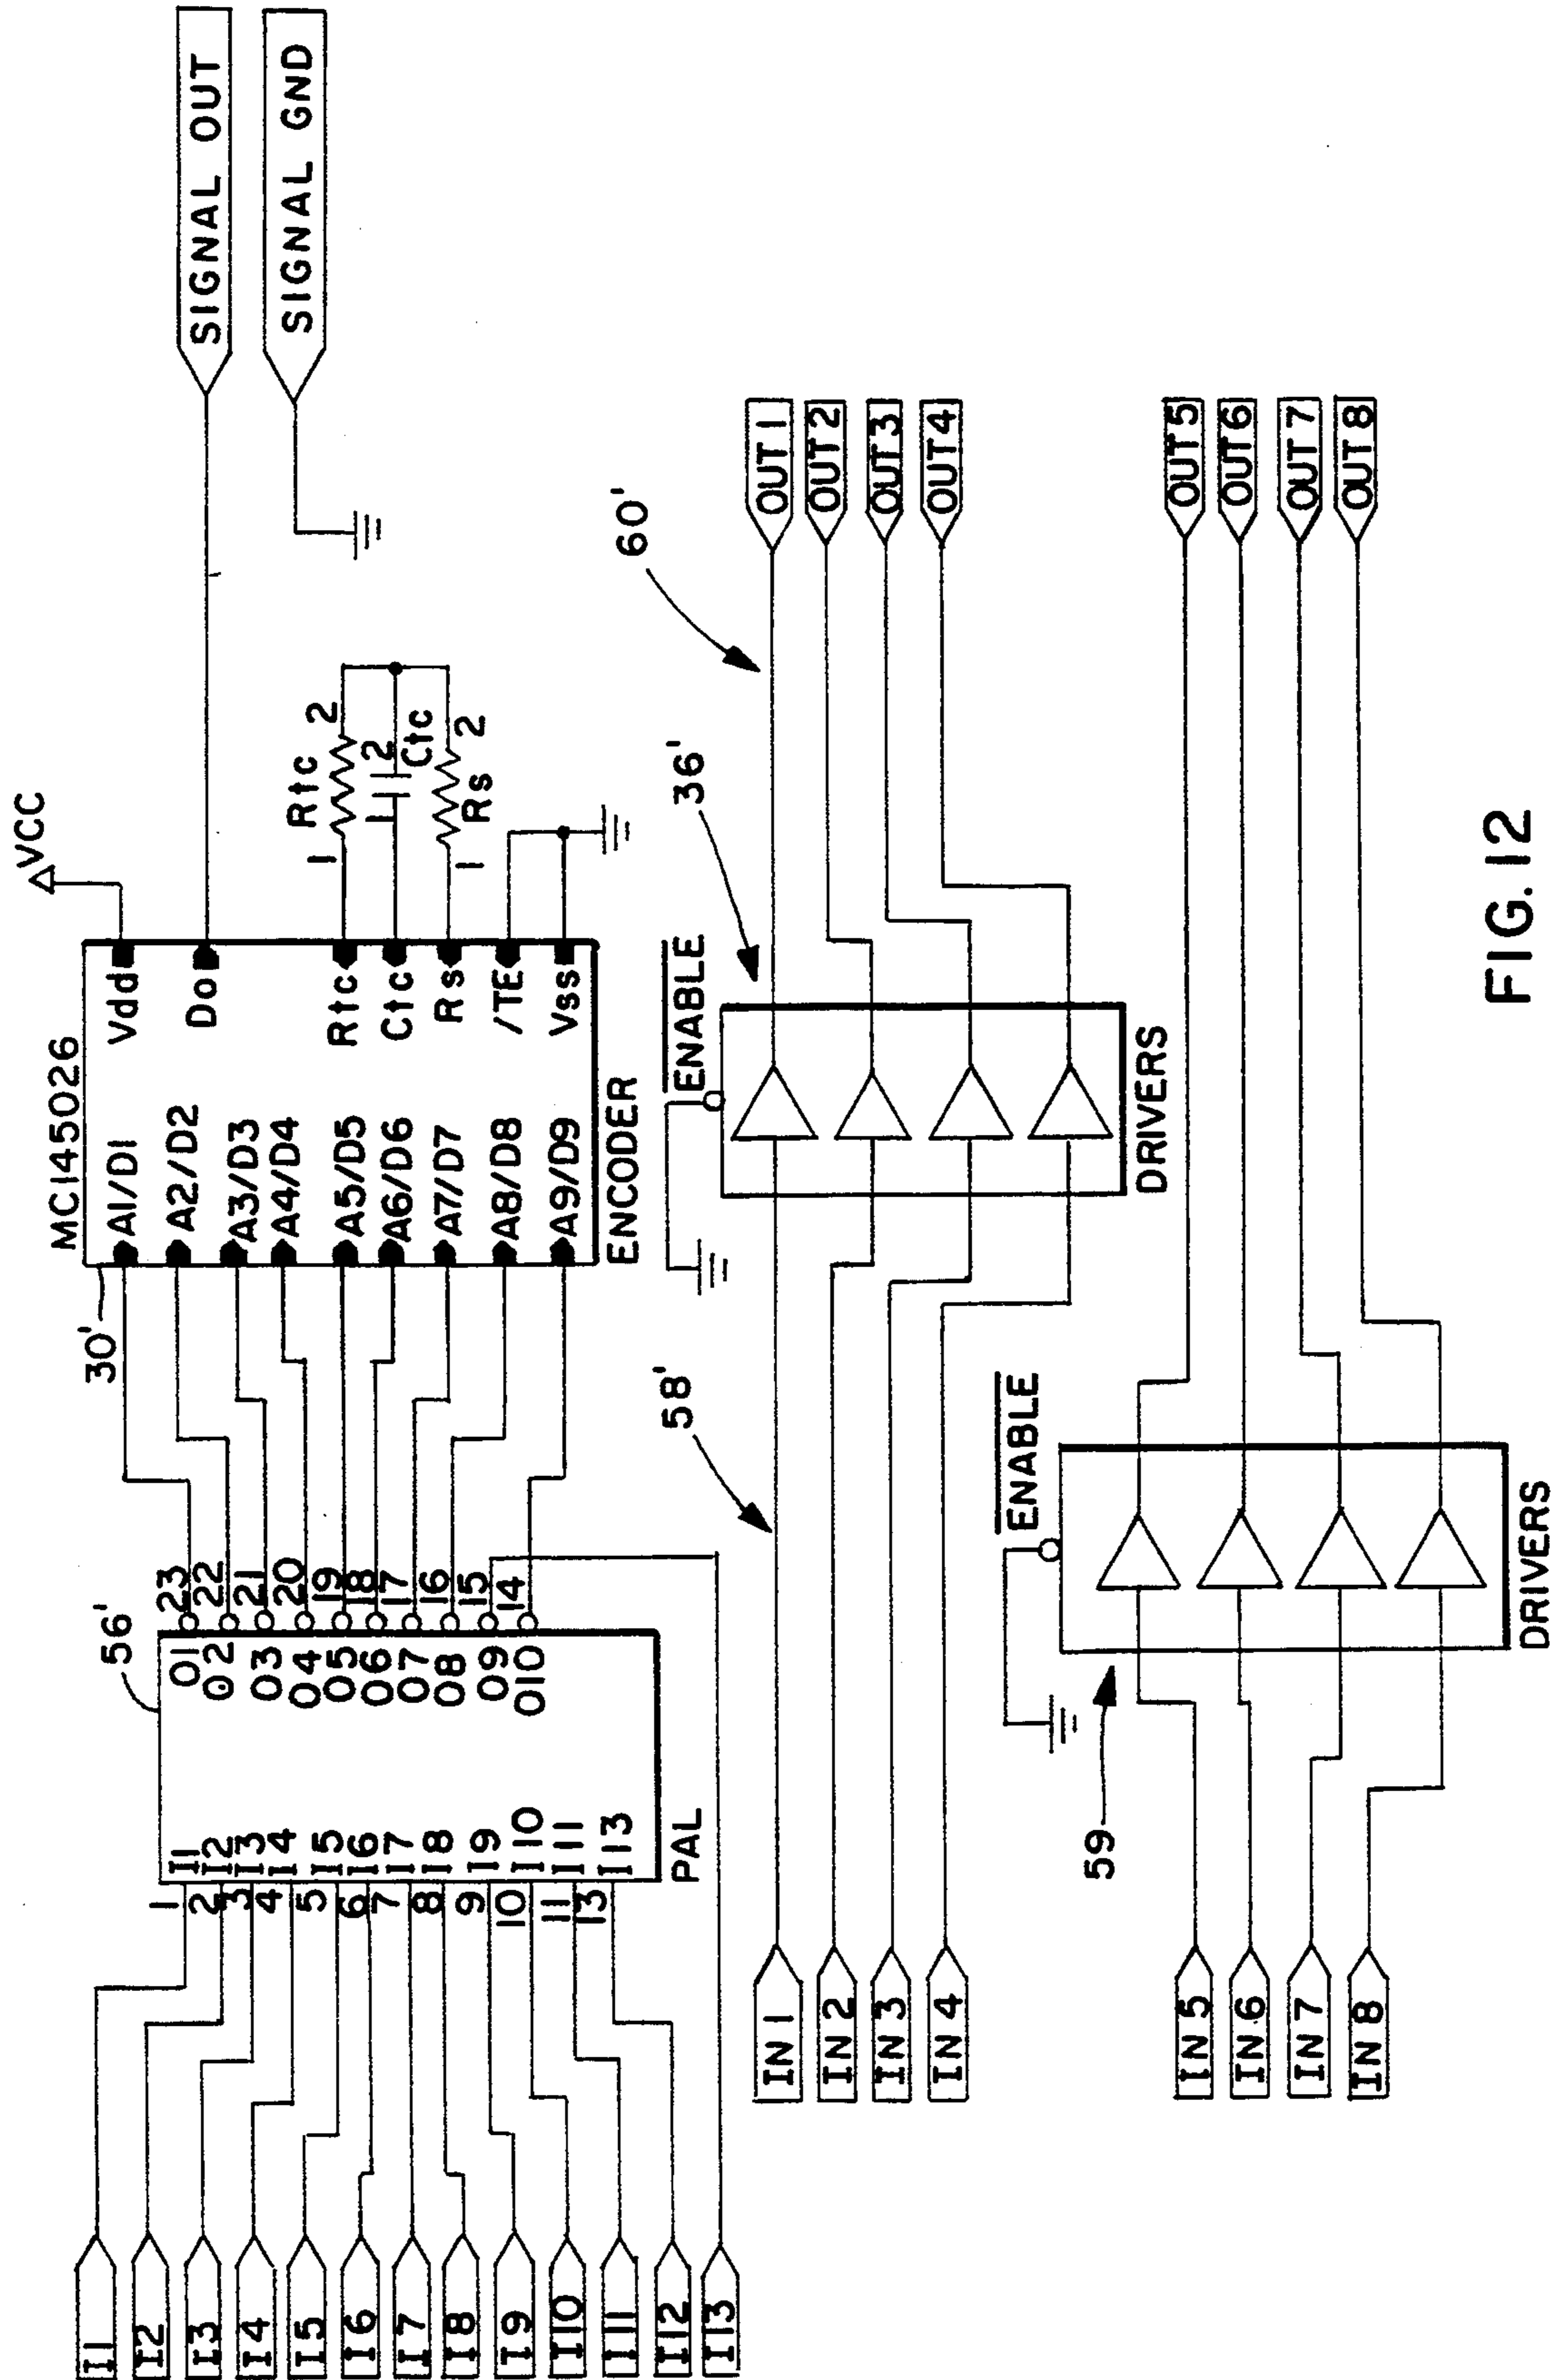 I1
I2
I3
I4
I5
I6
I7
I8
I9
I10
I11
I12
I13
1
2
3
4
5
6
7
8
9
10
11
13
I1
I2
I3
I4
I5
I6
I7
I8
I9
I10
I11
I13
PAL
56'
O1
O2
O3
O4
O5
O6
O7
O8
O9
O10
23
22
21
20
19
18
17
16
15
14
30'
MC145026
A1/D1
A2/D2
A3/D3
A4/D4
A5/D5
A6/D6
A7/D7
A8/D8
A9/D9
ENCODER
Vdd
Do
Rtc
Ctc
Rs
/TE
Vss
VCC
1 Rtc 2
1 2
Ctc
1 Rs 2
SIGNAL OUT
SIGNAL GND
IN 1
IN 2
IN 3
IN 4
58'
ENABLE
DRIVERS
36'
60'
OUT 1
OUT 2
OUT 3
OUT 4
IN 5
IN 6
IN 7
IN 8
59
ENABLE
DRIVERS
OUT 5
OUT 6
OUT 7
OUT 8
FIG. 12